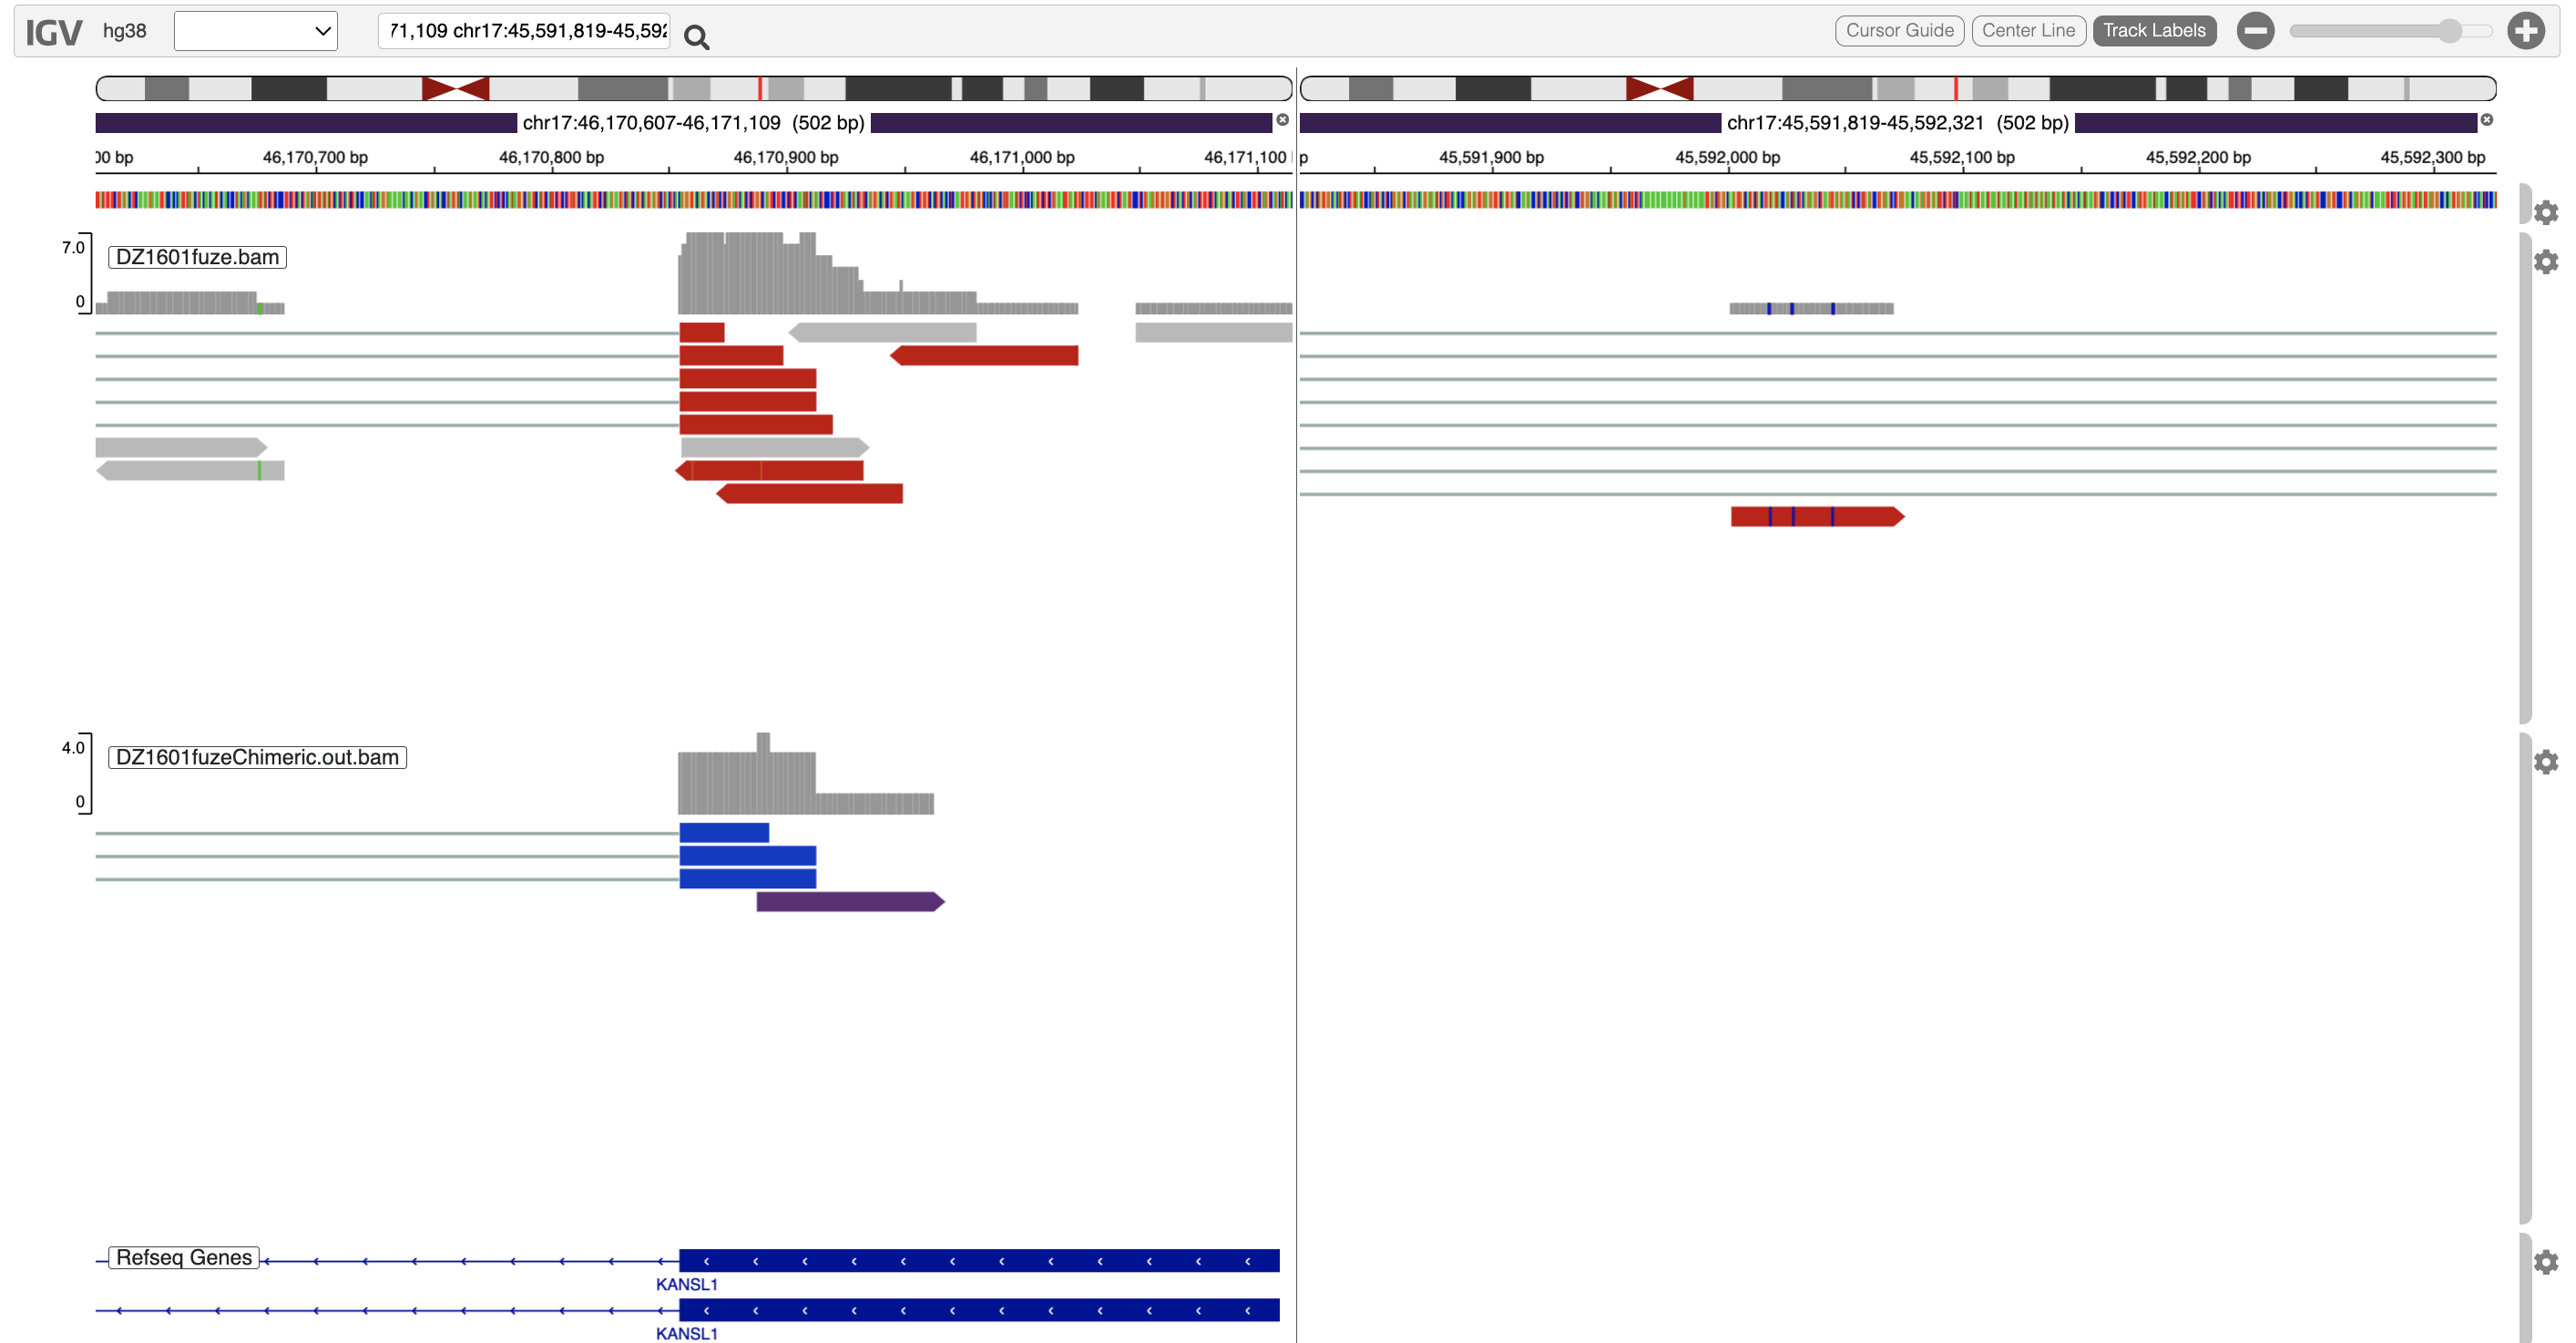 IGV hg38 71,109 chr17:45,591,819-45,592 Cursor Guide Center Line Track Labels
chr17:46,170,607-46,171,109 (502 bp) chr17:45,591,819-45,592,321 (502 bp)
00 bp 46,170,700 bp 46,170,800 bp 46,170,900 bp 46,171,000 bp 46,171,100 p 45,591,900 bp 45,592,000 bp 45,592,100 bp 45,592,200 bp 45,592,300 bp
7.0
DZ1601fuze.bam
0
4.0
DZ1601fuzeChimeric.out.bam
0
Refseq Genes
KANSL1
KANSL1